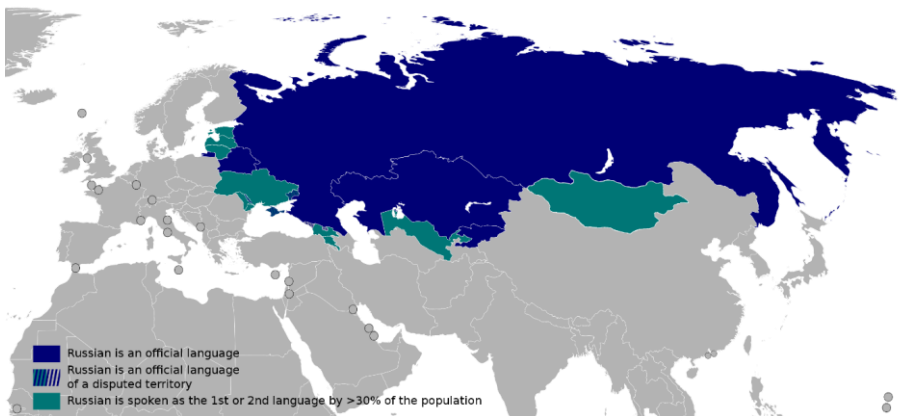 Russian is an official language
Russian is an official language
of a disputed territory
Russian is spoken as the 1st or 2nd language by >30% of the population